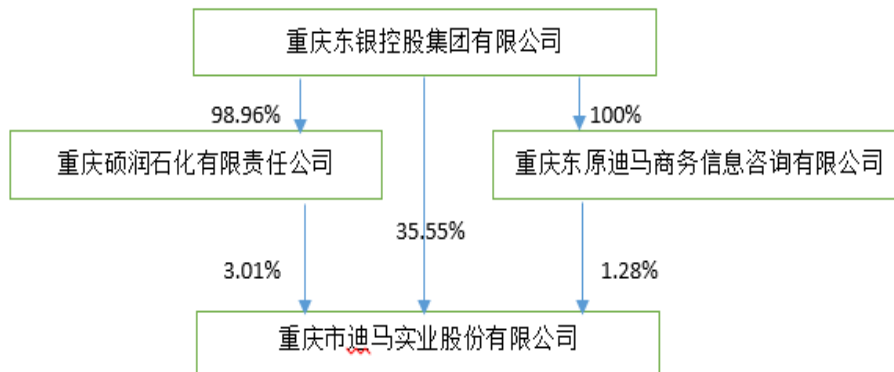 重庆东银控股集团有限公司
98.96%
100%
重庆硕润石化有限责任公司
重庆东原迪马商务信息咨询有限公司
35.55%
3.01%
1.28%
重庆市迪马实业股份有限公司